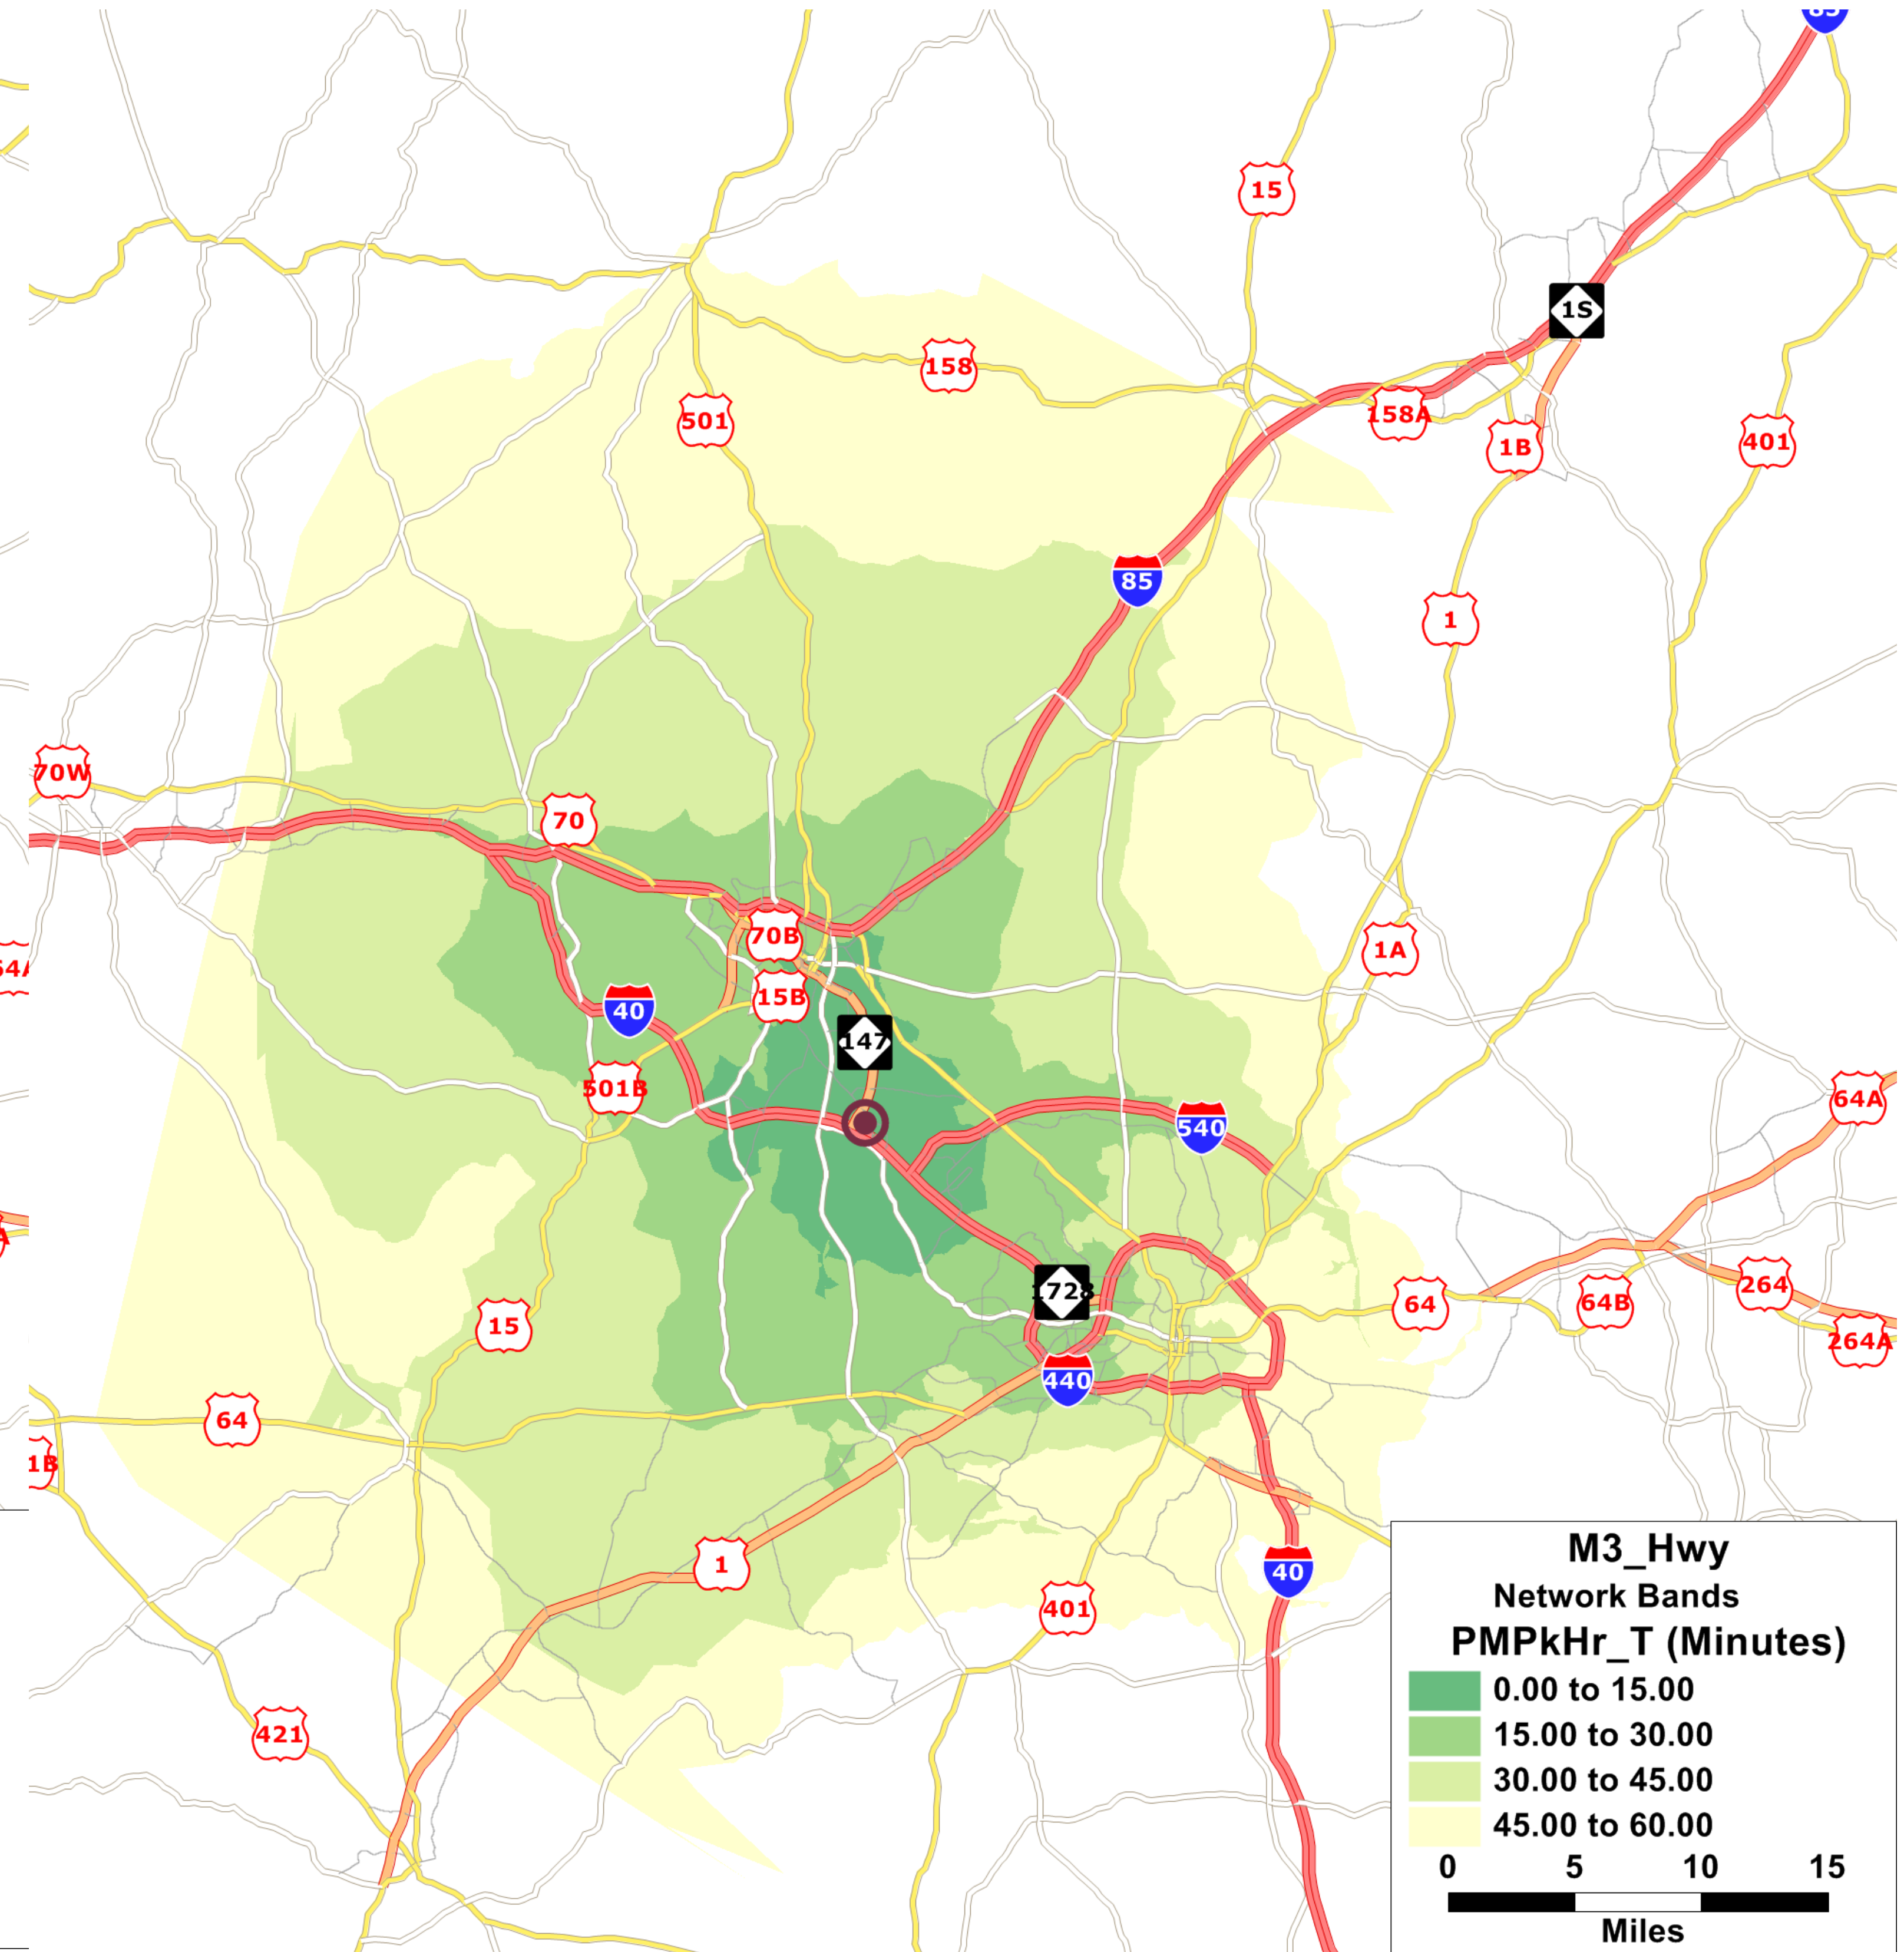 85
15
1S
158
158A
501
1B
401
85
1
70W
70
70B
1A
15B
40
147
501B
64A
540
1728
264
64
64B
15
264A
440
64
1B
M3_Hwy
Network Bands
1
40
401
PMPkHr_T (Minutes)
0.00 to 15.00
421
15.00 to 30.00
30.00 to 45.00
45.00 to 60.00
0 5 10 15
Miles